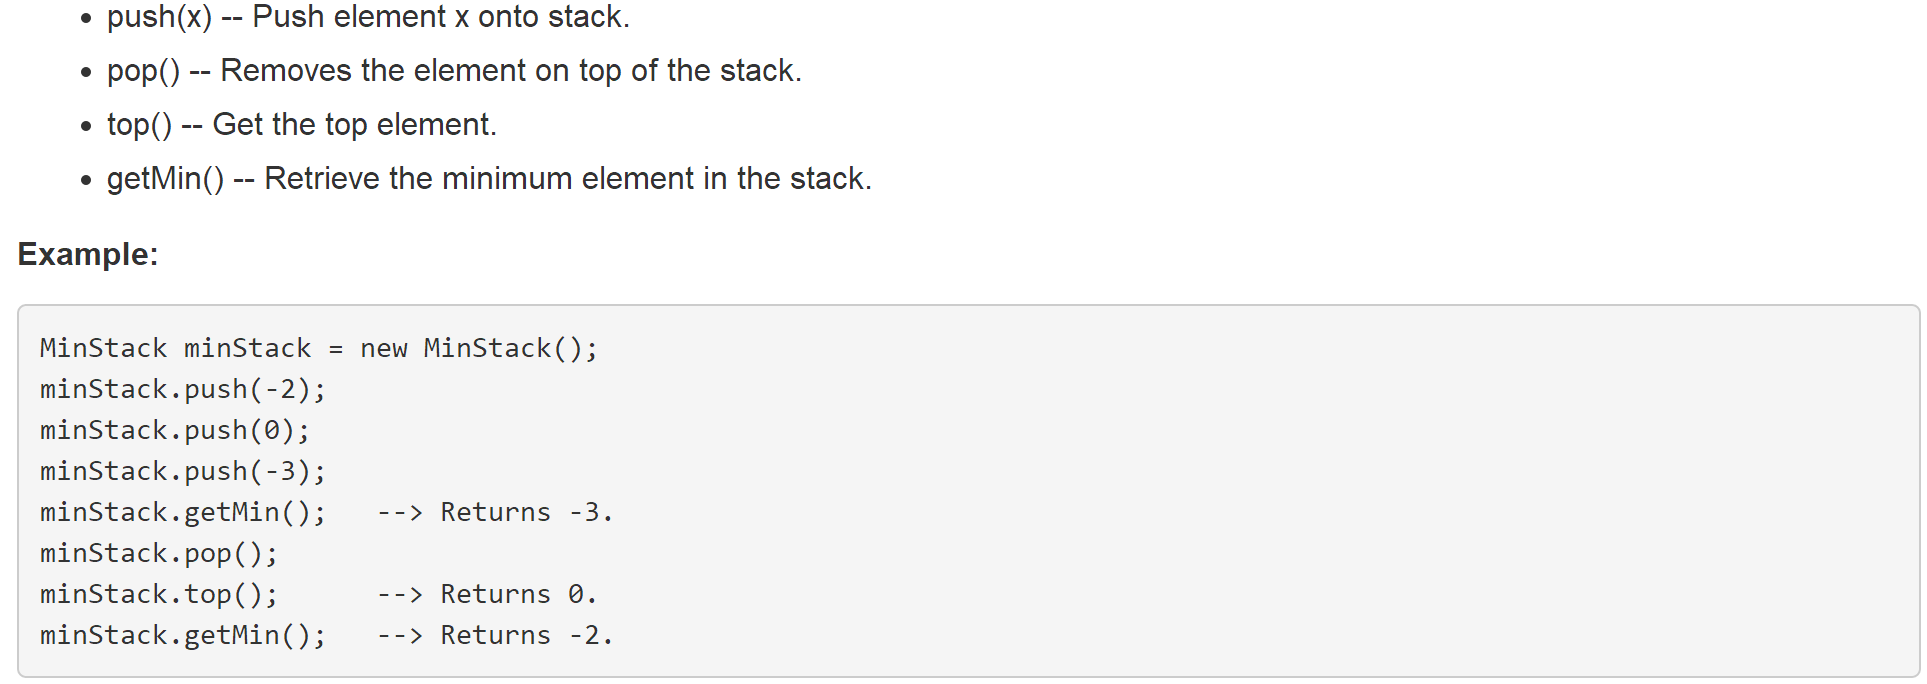 • push(x) -- Push element x onto stack.
• pop() -- Removes the element on top of the stack.
• top() -- Get the top element.
• getMin() -- Retrieve the minimum element in the stack.
Example:
MinStack minStack = new MinStack();
minStack.push(-2);
minStack.push(0);
minStack.push(-3);
minStack.getMin();   --> Returns -3.
minStack.pop();
minStack.top();      --> Returns 0.
minStack.getMin();   --> Returns -2.